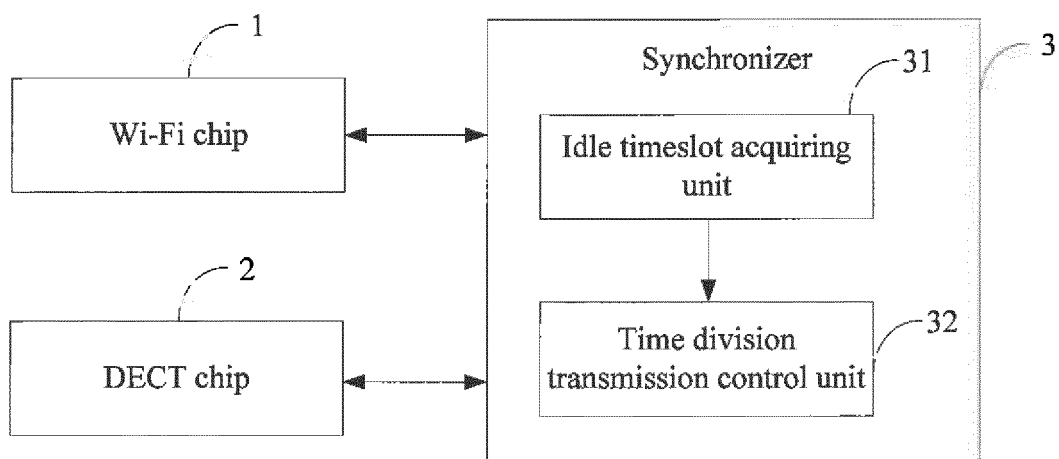 1
Wi-Fi chip
2
DECT chip
Synchronizer
3
31
Idle timeslot acquiring
unit
32
Time division
transmission control unit